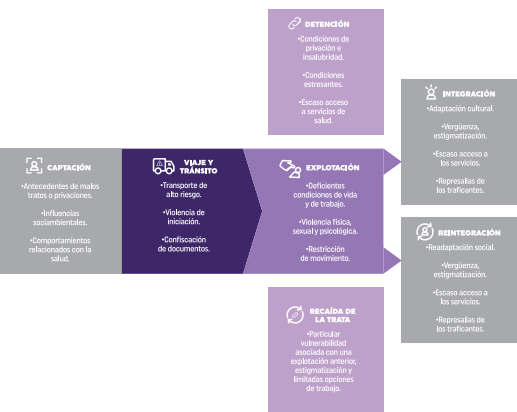 CAPTACIÓN
•Antecedentes de malos
tratos o privaciones.
•Influencias
sociambientales.
•Comportamientos
relacionados con la
salud.
VIAJE Y
TRÁNSITO
•Transporte de
alto riesgo.
•Violencia de
iniciación.
•Confiscación
de documentos.
DETENCIÓN
•Condiciones de
privación e
insalubridad.
•Condiciones
estresantes.
•Escaso acceso
a servicios de
salud.
EXPLOTACIÓN
•Deficientes
condiciones de vida
y de trabajo.
•Violencia física,
sexual y psicológica.
•Restricción
de movimiento.
RECAÍDA DE
LA TRATA
•Particular
vulnerabilidad
asociada con una
explotación anterior,
estigmatización y
limitadas opciones
de trabajo.
INTEGRACIÓN
•Adaptación cultural.
•Vergüenza,
estigmatización.
•Escaso acceso a
los servicios.
•Represalias de
los traficantes.
REINTEGRACIÓN
•Readaptación social.
•Vergüenza,
estigmatización.
•Escaso acceso a
los servicios.
•Represalias de
los traficantes.